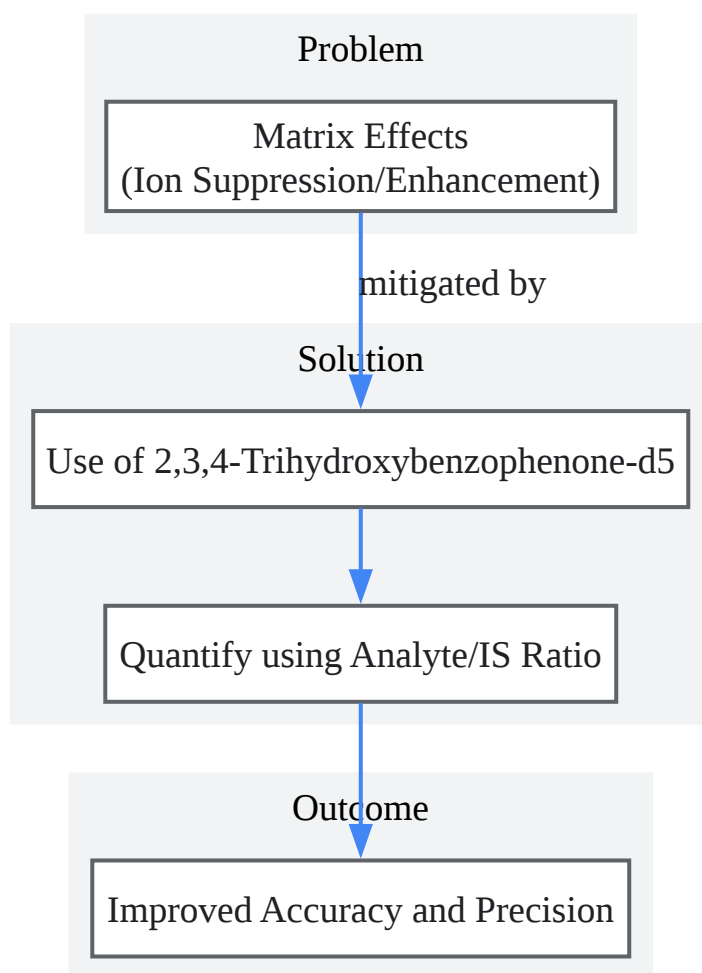 Problem
Matrix Effects
(Ion Suppression/Enhancement)
mitigated by
Solution
Use of 2,3,4-Trihydroxybenzophenone-d5
Quantify using Analyte/IS Ratio
Outcome
Improved Accuracy and Precision